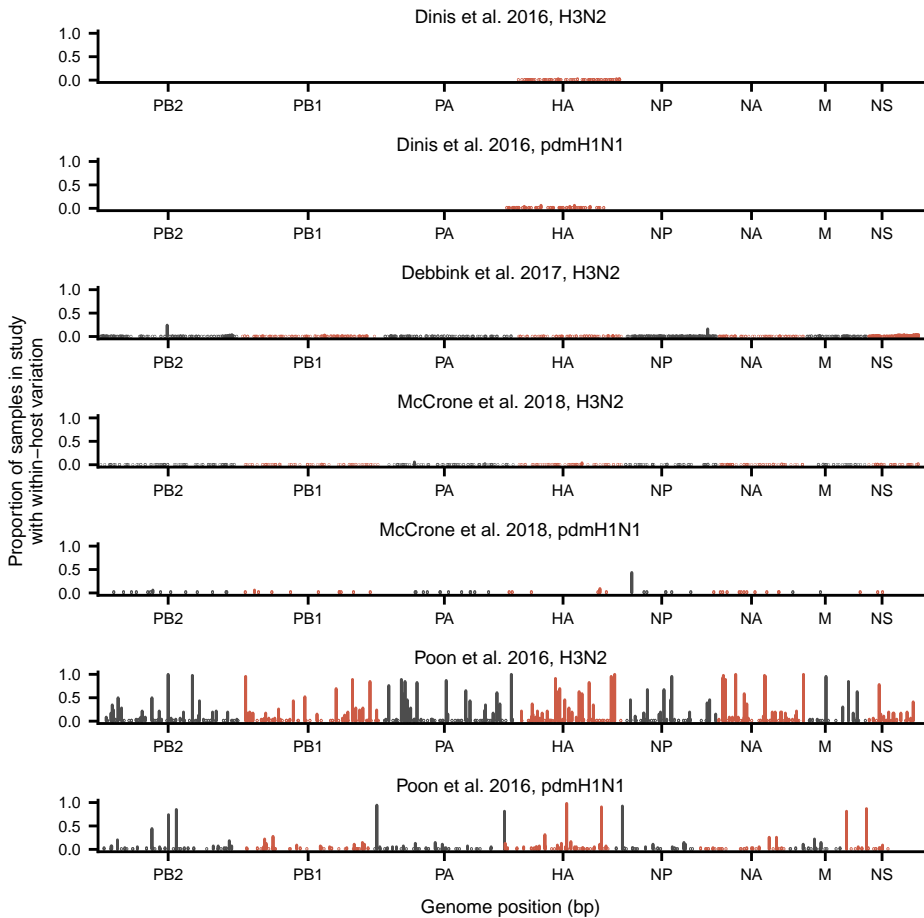 Dinis et al. 2016, H3N2
1.0
0.5
0.0
PB2 PB1 PA HA NP NA M NS
Dinis et al. 2016, pdmH1N1
1.0
0.5
0.0
PB2 PB1 PA HA NP NA M NS
Debbink et al. 2017, H3N2
1.0
0.5
0.0
PB2 PB1 PA HA NP NA M NS
Proportion of samples in study
with within−host variation
McCrone et al. 2018, H3N2
1.0
0.5
0.0
PB2 PB1 PA HA NP NA M NS
McCrone et al. 2018, pdmH1N1
1.0
0.5
0.0
PB2 PB1 PA HA NP NA M NS
Poon et al. 2016, H3N2
1.0
0.5
0.0
PB2 PB1 PA HA NP NA M NS
Poon et al. 2016, pdmH1N1
1.0
0.5
0.0
PB2 PB1 PA HA NP NA M NS
Genome position (bp)